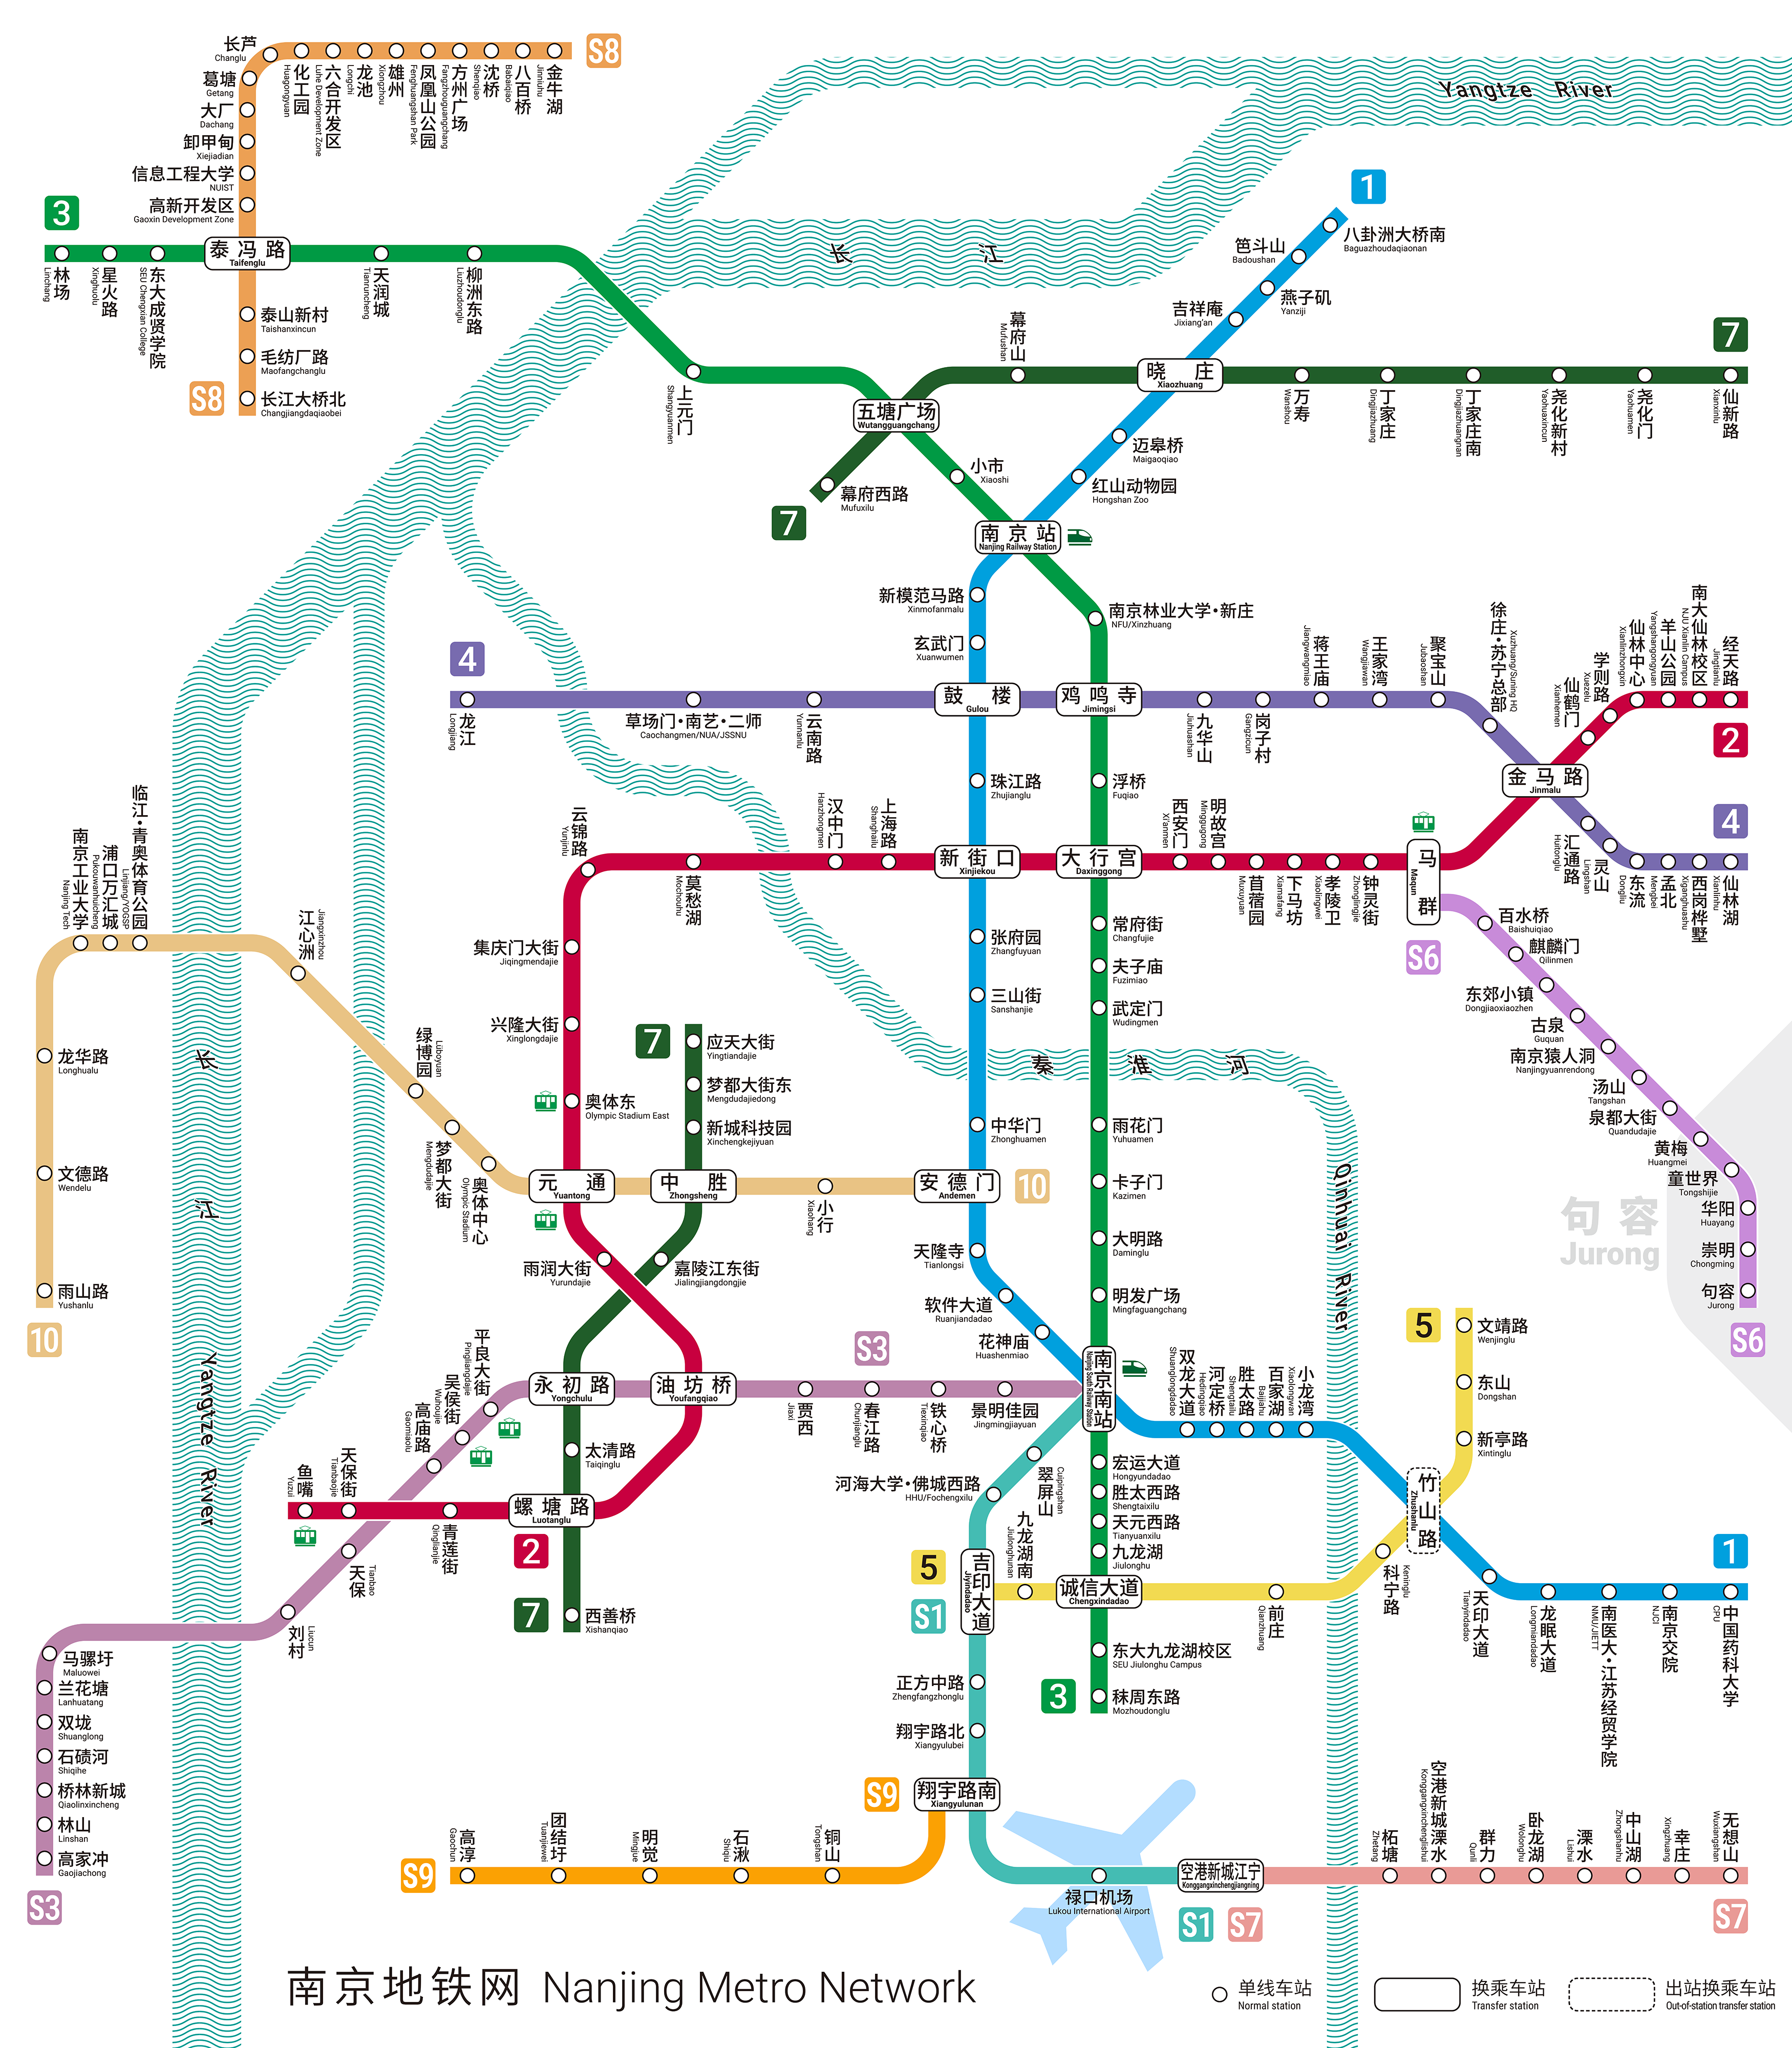 S8
长芦
Changlu
葛塘
Getang
大厂
Dachang
卸甲甸
Xiejiadian
信息工程大学
NUIST
高新开发区
Gaoxin Development Zone
化工园
Huagongyuan
六合开发区
Luhe Development Zone
龙池
Longchi
雄州
Xiongzhou
凤凰山公园
Fenghuangshan Park
方州广场
Fangzhouguangchang
沈桥
Shenqiao
八百桥
Babaiqiao
金牛湖
Jinniuhu
Yangtze River
长江
3
林场
Linchang
星火路
Xinghuolu
东大成贤学院
SEU Chengxian College
泰冯路
Taifenglu
天润城
Tianruncheng
柳洲东路
Liuzhoudonglu
泰山新村
Taishanxincun
毛纺厂路
Maofangchanglu
长江大桥北
Changjiangdaqiaobei
S8
上元门
Shangyuanmen
五塘广场
Wutangguangchang
小市
Xiaoshi
1
八卦洲大桥南
Baguazhoudaqiaonan
笆斗山
Badoushan
燕子矶
Yanziji
吉祥庵
Jixiang'an
7
幕府山
Mufushan
晓庄
Xiaozhuang
万寿
Wanshou
丁家庄
Dingjiazhuang
丁家庄南
Dingjiazhuangnan
尧化新村
Yaohuaxincun
尧化门
Yaohuamen
仙新路
Xianxinlu
幕府西路
Mufuxilu
7
迈皋桥
Maigaoqiao
红山动物园
Hongshan Zoo
南京站
Nanjing Railway Station
新模范马路
Xinmofanmalu
玄武门
Xuanwumen
南京林业大学·新庄
NFU/Xinzhuang
4
龙江
Longjiang
草场门·南艺·二师
Caochangmen/NUA/JSSNU
云南路
Yunnanlu
鼓楼
Gulou
鸡鸣寺
Jimingsi
九华山
Jiuhuashan
岗子村
Gangzicun
蒋王庙
Jiangwangmiao
王家湾
Wangjiawan
聚宝山
Jubaoshan
徐庄·苏宁总部
Xuzhuang/Suning HQ
金马路
Jinmalu
仙鹤门
Xianhemen
学则路
Xuezelu
仙林中心
Xianlinzhongxin
羊山公园
Yangshangongyuan
南大仙林校区
NJU Xianlin Campus
经天路
Jingtianlu
2
4
汇通路
Huitonglu
灵山
Lingshan
东流
Dongliu
孟北
Mengbei
西岗桦墅
Xiganghuashu
仙林湖
Xianlinhu
珠江路
Zhujianglu
浮桥
Fuqiao
云锦路
Yunjinlu
莫愁湖
Mochouhu
汉中门
Hanzhongmen
上海路
Shanghailu
新街口
Xinjiekou
大行宫
Daxinggong
西安门
Xi'anmen
明故宫
Minggugong
苜蓿园
Muxuyuan
下马坊
Xiamafang
孝陵卫
Xiaolingwei
钟灵街
Zhonglingjie
马群
Maqun
S6
百水桥
Baishuiqiao
麒麟门
Qilinmen
东郊小镇
Dongjiaoxiaozhen
古泉
Guquan
南京猿人洞
Nanjingyuanrendong
汤山
Tangshan
泉都大街
Quandudajie
黄梅
Huangmei
童世界
Tongshijie
华阳
Huayang
崇明
Chongming
句容
Jurong
S6
句容
Jurong
南京工业大学
Nanjing Tech
浦口万汇城
Pukouwanhuicheng
临江·青奥体育公园
Linjiang/YOGSP
江心洲
Jiangxinzhou
绿博园
Lüboyuan
梦都大街
Mengdudajie
奥体中心
Olympic Stadium
龙华路
Longhualu
文德路
Wendelu
雨山路
Yushanlu
10
长江
Yangtze River
集庆门大街
Jiqingmendajie
兴隆大街
Xinglongdajie
奥体东
Olympic Stadium East
元通
Yuantong
7
应天大街
Yingtiandajie
梦都大街东
Mengdudajiedong
新城科技园
Xinchengkejiyuan
中胜
Zhongsheng
小行
Xiaohang
安德门
Andemen
10
张府园
Zhangfuyuan
三山街
Sanshanjie
中华门
Zhonghuamen
常府街
Changfujie
夫子庙
Fuzimiao
武定门
Wudingmen
秦淮河
Qinhuai River
雨花门
Yuhuamen
卡子门
Kazimen
大明路
Daminglu
明发广场
Mingfaguangchang
天隆寺
Tianlongsi
软件大道
Ruanjiandadao
花神庙
Huashenmiao
雨润大街
Yurundajie
嘉陵江东街
Jialingjiangdongjie
永初路
Yongchulu
油坊桥
Youfangqiao
S3
贾西
Jiaxi
春江路
Chunjianglu
铁心桥
Tiexinqiao
景明佳园
Jingmingjiayuan
南京南站
Nanjing South Railway Station
双龙大道
Shuanglongdadao
河定桥
Hedingqiao
胜太路
Shengtailu
百家湖
Baijiahu
小龙湾
Xiaolongwan
5
文靖路
Wenjinglu
东山
Dongshan
新亭路
Xintinglu
竹山路
Zhushanlu
平良大街
Pingliangdajie
吴侯街
Wuhoujie
高庙路
Gaomiaolu
鱼嘴
Yuzui
天保街
Tianbaojie
青莲街
Qinglianjie
螺塘路
Luotanglu
2
太清路
Taiqinglu
7
西善桥
Xishanqiao
天保
Tianbao
刘村
Liucun
马骡圩
Maluowei
兰花塘
Lanhuatang
双垅
Shuanglong
石碛河
Shiqihe
桥林新城
Qiaolinxincheng
林山
Linshan
高家冲
Gaojiachong
S3
翠屏山
Cuipingshan
河海大学·佛城西路
HHU/Fochengxilu
宏运大道
Hongyundadao
胜太西路
Shengtaixilu
天元西路
Tianyuanxilu
九龙湖
Jiulonghu
5
S1
吉印大道
Jiyindadao
九龙湖南
Jiulonghunan
诚信大道
Chengxindadao
前庄
Qianzhuang
科宁路
Keninglu
天印大道
Tianyindadao
龙眠大道
Longmiandadao
南医大·江苏经贸学院
NMU/JIETT
南京交院
NJCI
中国药科大学
CPU
1
东大九龙湖校区
SEU Jiulonghu Campus
3
秣周东路
Mozhoudonglu
正方中路
Zhengfangzhonglu
翔宇路北
Xiangyulubei
S9
翔宇路南
Xiangyulunan
S9
高淳
Gaochun
团结圩
Tuanjiewei
明觉
Mingjue
石湫
Shiqiu
铜山
Tongshan
禄口机场
Lukou International Airport
空港新城江宁
Konggangxinchengjiangning
S1
S7
柘塘
Zhetang
空港新城溧水
Konggangxinchenglishui
群力
Qunli
卧龙湖
Wolonghu
溧水
Lishui
中山湖
Zhongshanhu
幸庄
Xingzhuang
无想山
Wuxiangshan
S7
南京地铁网 Nanjing Metro Network
单线车站
Normal station
换乘车站
Transfer station
出站换乘车站
Out-of-station transfer station